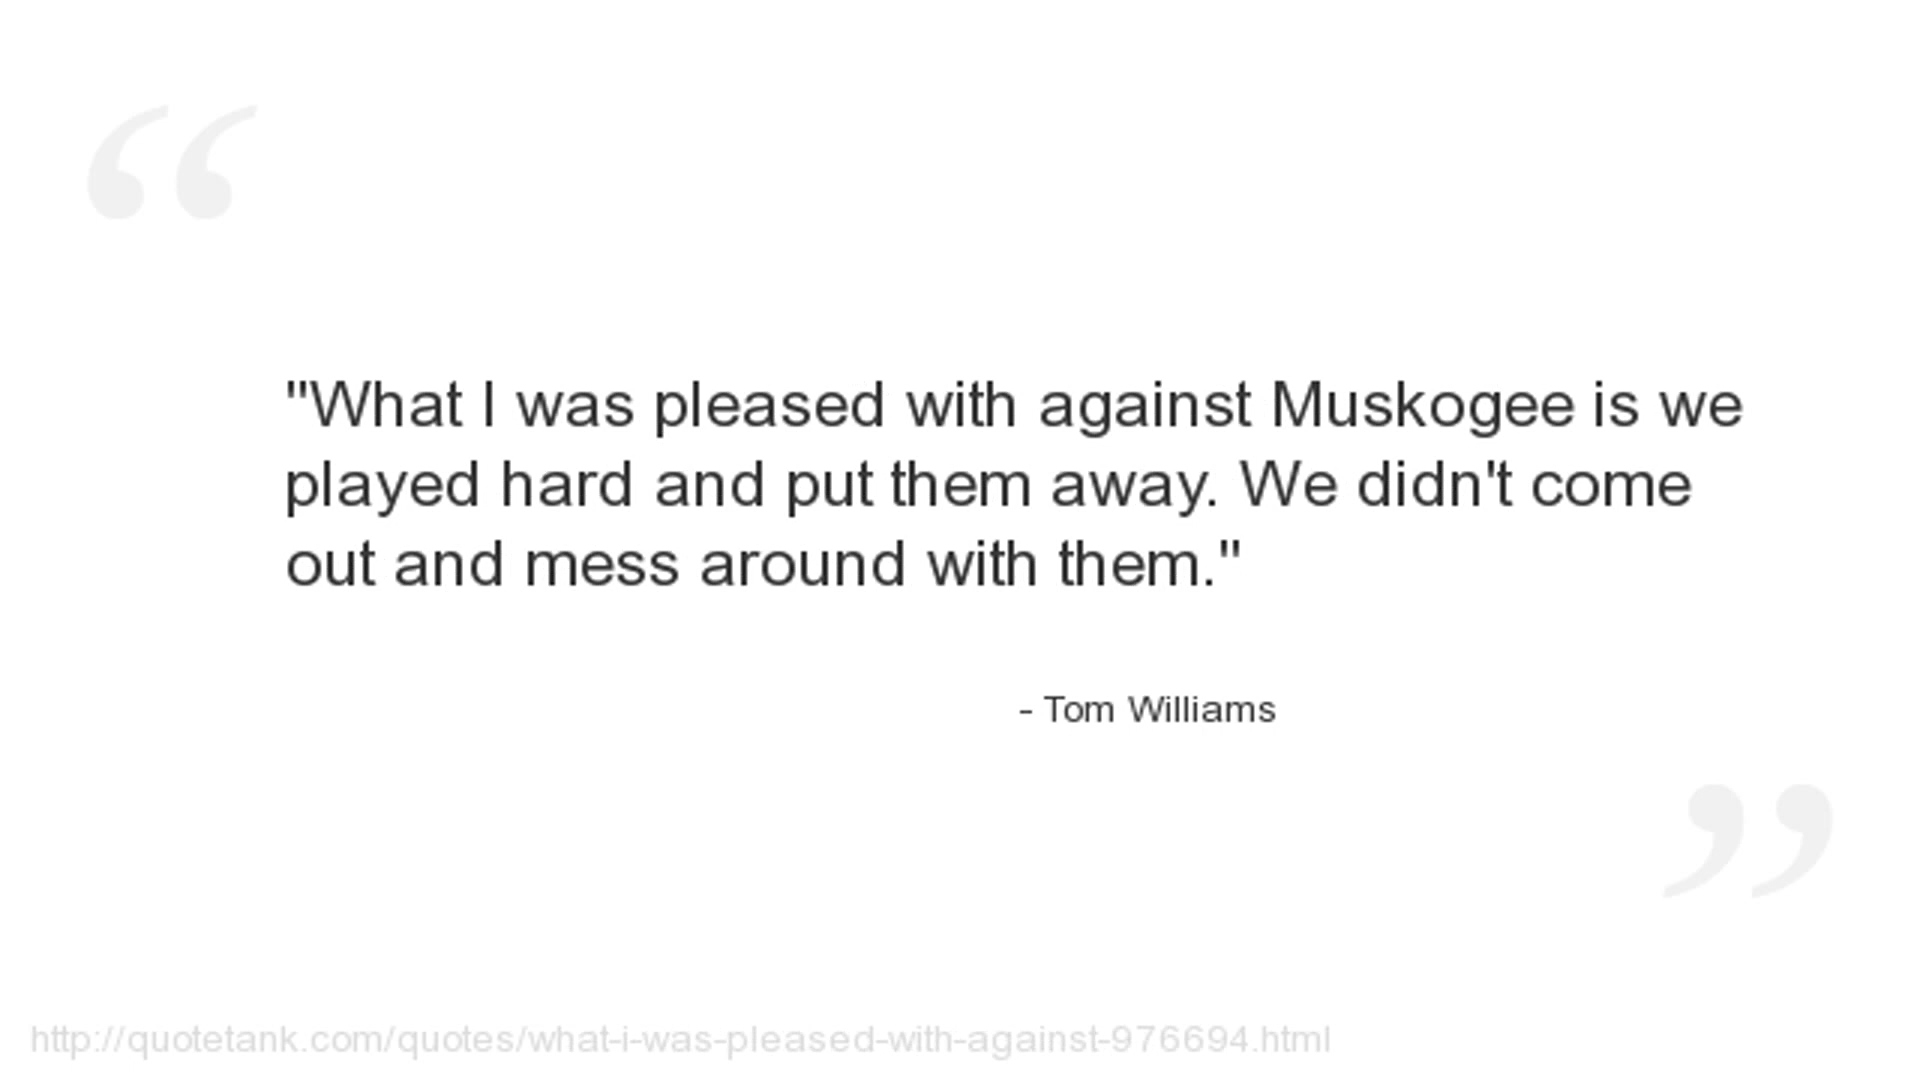 "What I was pleased with against Muskogee is we
played hard and put them away. We didn't come
out and mess around with them."
- Tom Williams
http://quotetank.com/quotes/what-i-was-pleased-with-against-976694.html